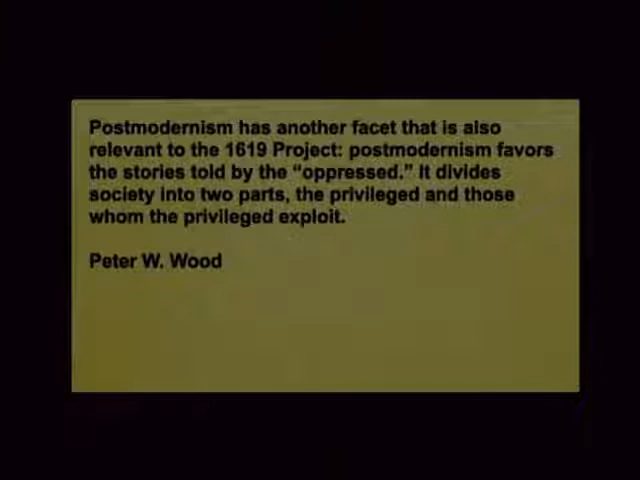 Postmodernism has another facet that is also
relevant to the 1619 Project: postmodernism favors
the stories told by the “oppressed.” It divides
society into two parts, the privileged and those
whom the privileged exploit.
Peter W. Wood